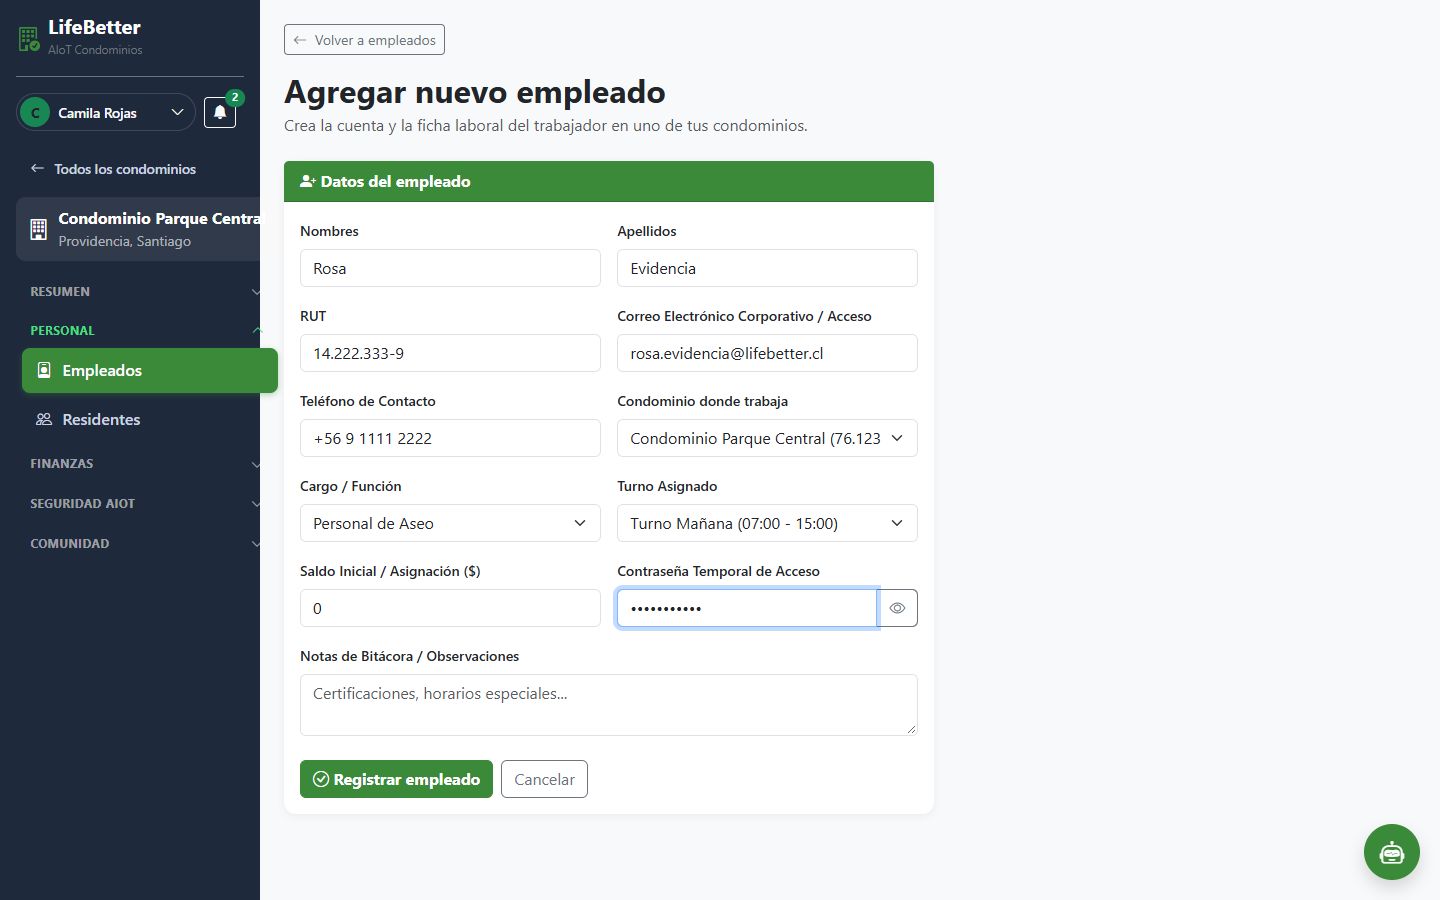 LifeBetter
AIoT Condominios
C
Camila Rojas
2
Todos los condominios
Condominio Parque Centra
Providencia, Santiago
RESUMEN
PERSONAL
Empleados
Residentes
FINANZAS
SEGURIDAD AIOT
COMUNIDAD
Volver a empleados
Agregar nuevo empleado
Crea la cuenta y la ficha laboral del trabajador en uno de tus condominios.
Datos del empleado
Nombres
Rosa
Apellidos
Evidencia
RUT
14.222.333-9
Correo Electrónico Corporativo / Acceso
rosa.evidencia@lifebetter.cl
Teléfono de Contacto
+56 9 1111 2222
Condominio donde trabaja
Condominio Parque Central (76.123
Cargo / Función
Personal de Aseo
Turno Asignado
Turno Mañana (07:00 - 15:00)
Saldo Inicial / Asignación ($)
0
Contraseña Temporal de Acceso
•••••••••••
Notas de Bitácora / Observaciones
Certificaciones, horarios especiales...
Registrar empleado
Cancelar